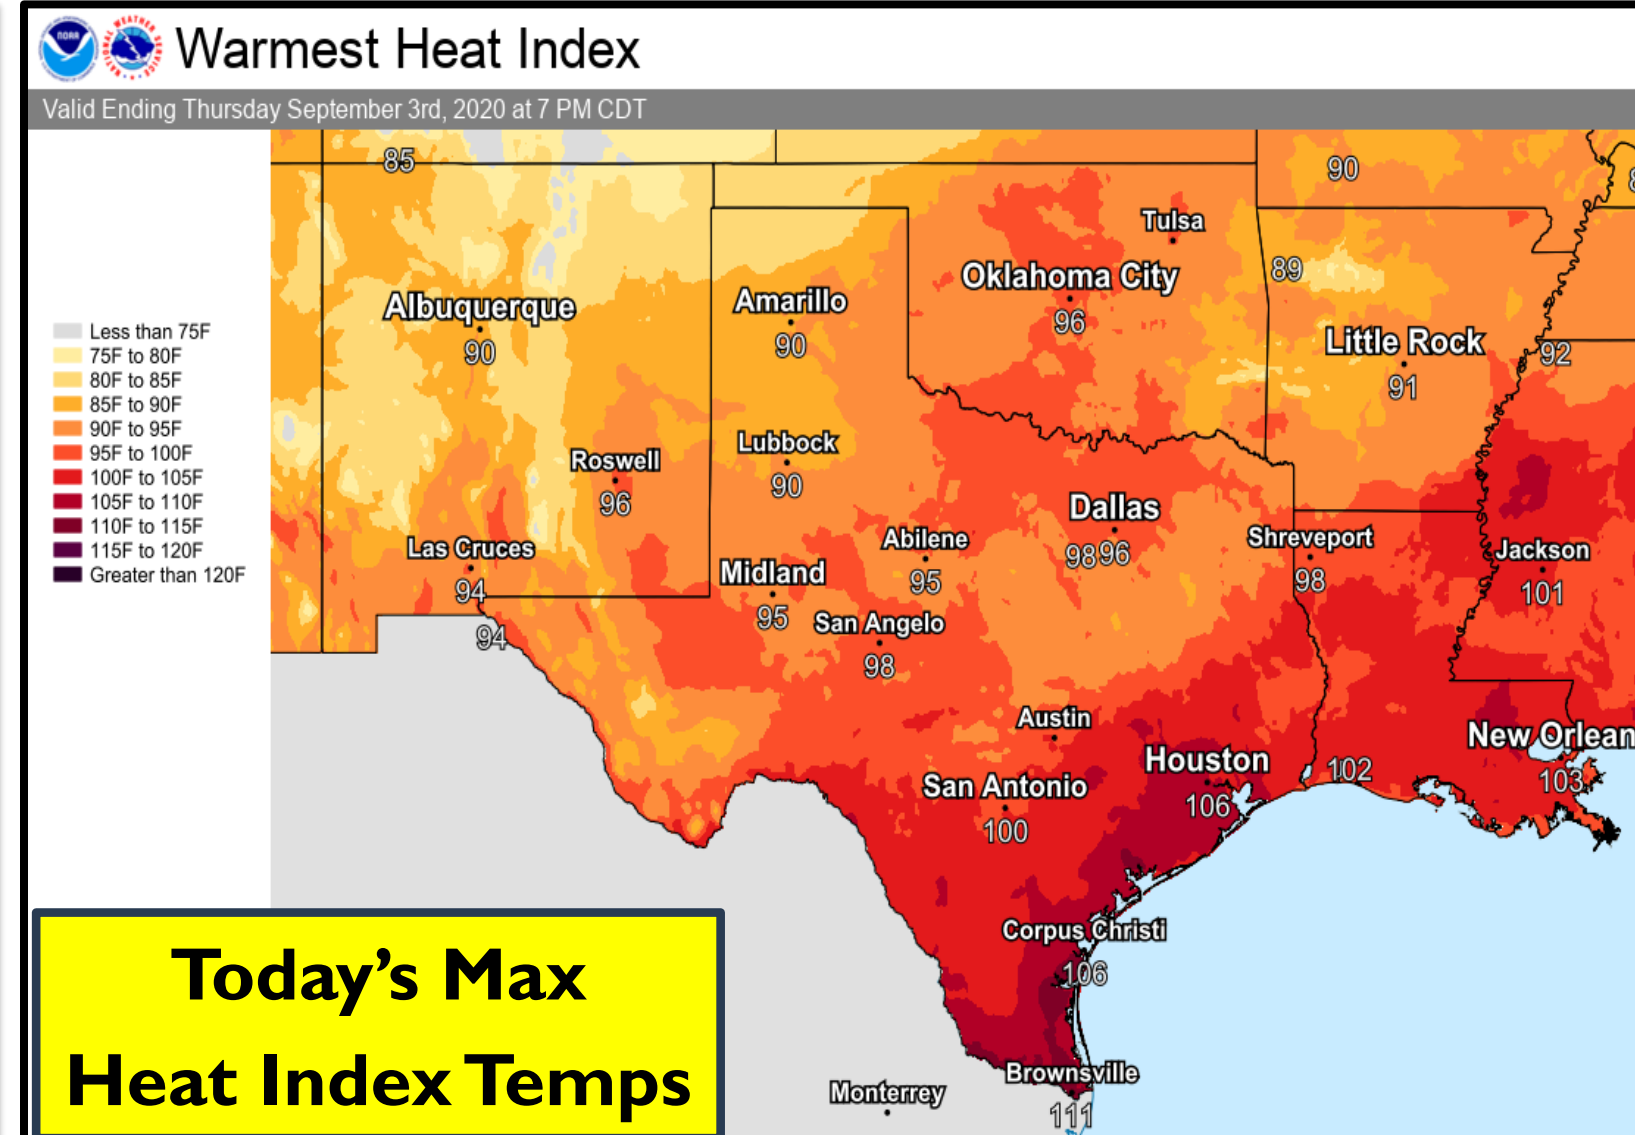 Warmest Heat Index
Valid Ending Thursday September 3rd, 2020 at 7 PM CDT
Less than 75F
75F to 80F
80F to 85F
85F to 90F
90F to 95F
95F to 100F
100F to 105F
105F to 110F
110F to 115F
115F to 120F
Greater than 120F
85
90
Tulsa
89
Oklahoma City
96
Albuquerque
90
Amarillo
90
Little Rock
91
92
Lubbock
90
Roswell
96
Dallas
98 96
Abilene
95
Shreveport
98
Jackson
101
Las Cruces
94
94
Midland
95
San Angelo
98
Austin
New Orlean
103
Houston
106
102
San Antonio
100
Corpus Christi
106
Brownsville
111
Monterrey
Today's Max
Heat Index Temps
NOAA